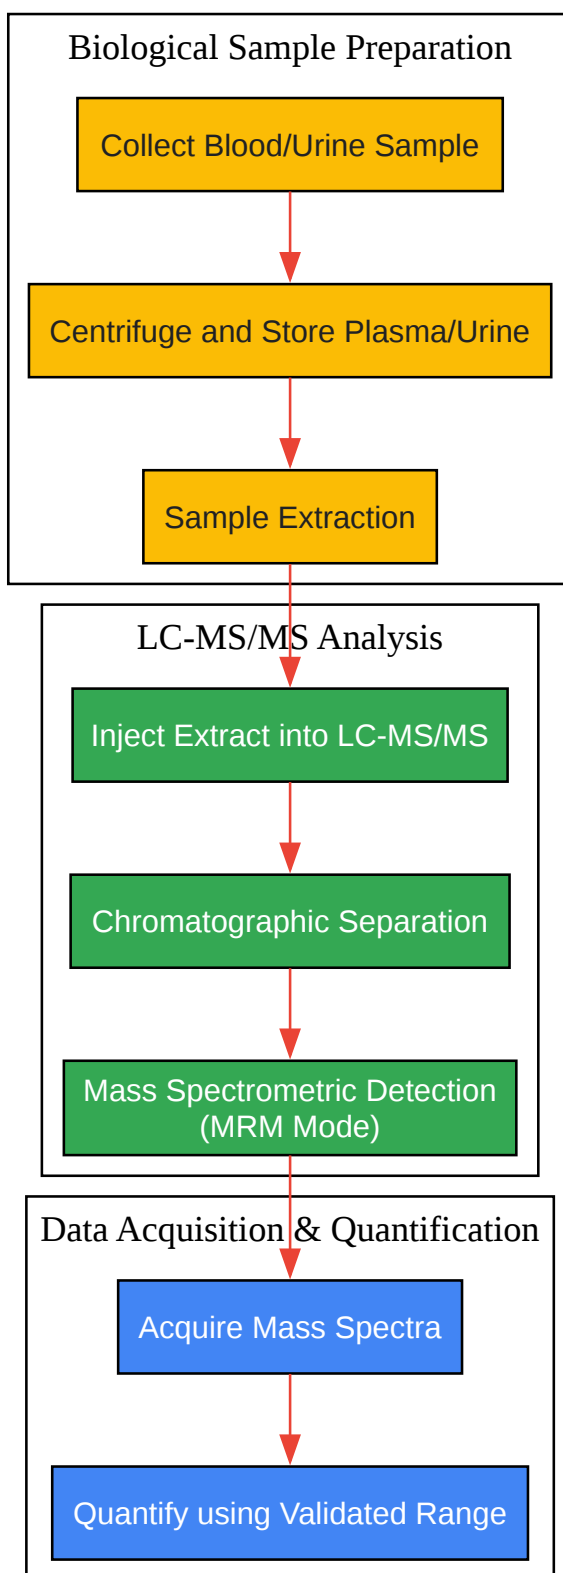 Biological Sample Preparation
Collect Blood/Urine Sample
Centrifuge and Store Plasma/Urine
Sample Extraction
LC-MS/MS Analysis
Inject Extract into LC-MS/MS
Chromatographic Separation
Mass Spectrometric Detection
(MRM Mode)
Data Acquisition & Quantification
Acquire Mass Spectra
Quantify using Validated Range